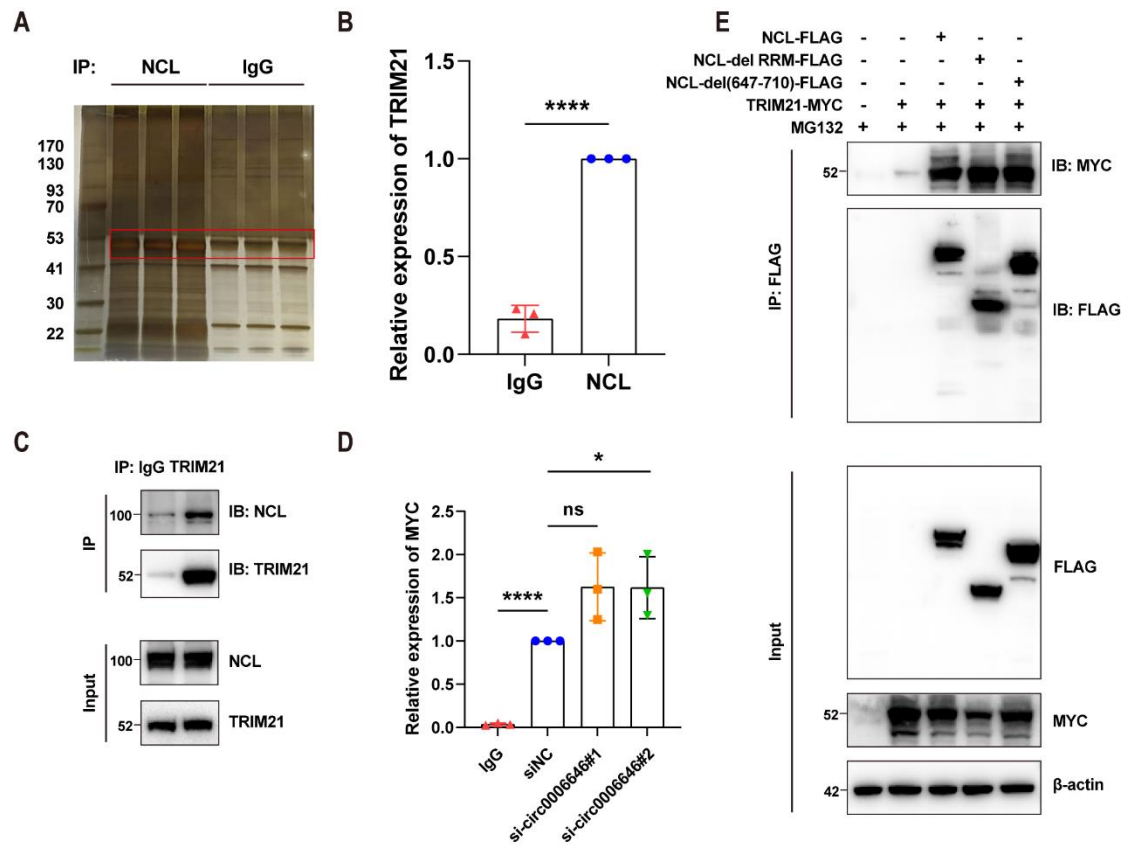 A
IP: NCL IgG
170
130
93
70
53
41
30
22
B
Relative expression of TRIM21
1.5
1.0
0.5
0.0
****
IgG NCL
C
IP: IgG TRIM21
IP
100 IB: NCL
52 IB: TRIM21
Input
100 NCL
52 TRIM21
D
Relative expression of MYC
2.5
2.0
1.5
1.0
0.5
0.0
*
ns
****
IgG
siNC
si-circ0006646#1
si-circ0006646#2
E
NCL-FLAG - - + - -
NCL-del RRM-FLAG - - - + -
NCL-del(647-710)-FLAG - - - - +
TRIM21-MYC - + + + +
MG132 + + + + +
IP: FLAG
52 IB: MYC
IB: FLAG
Input
FLAG
52 MYC
42 β-actin